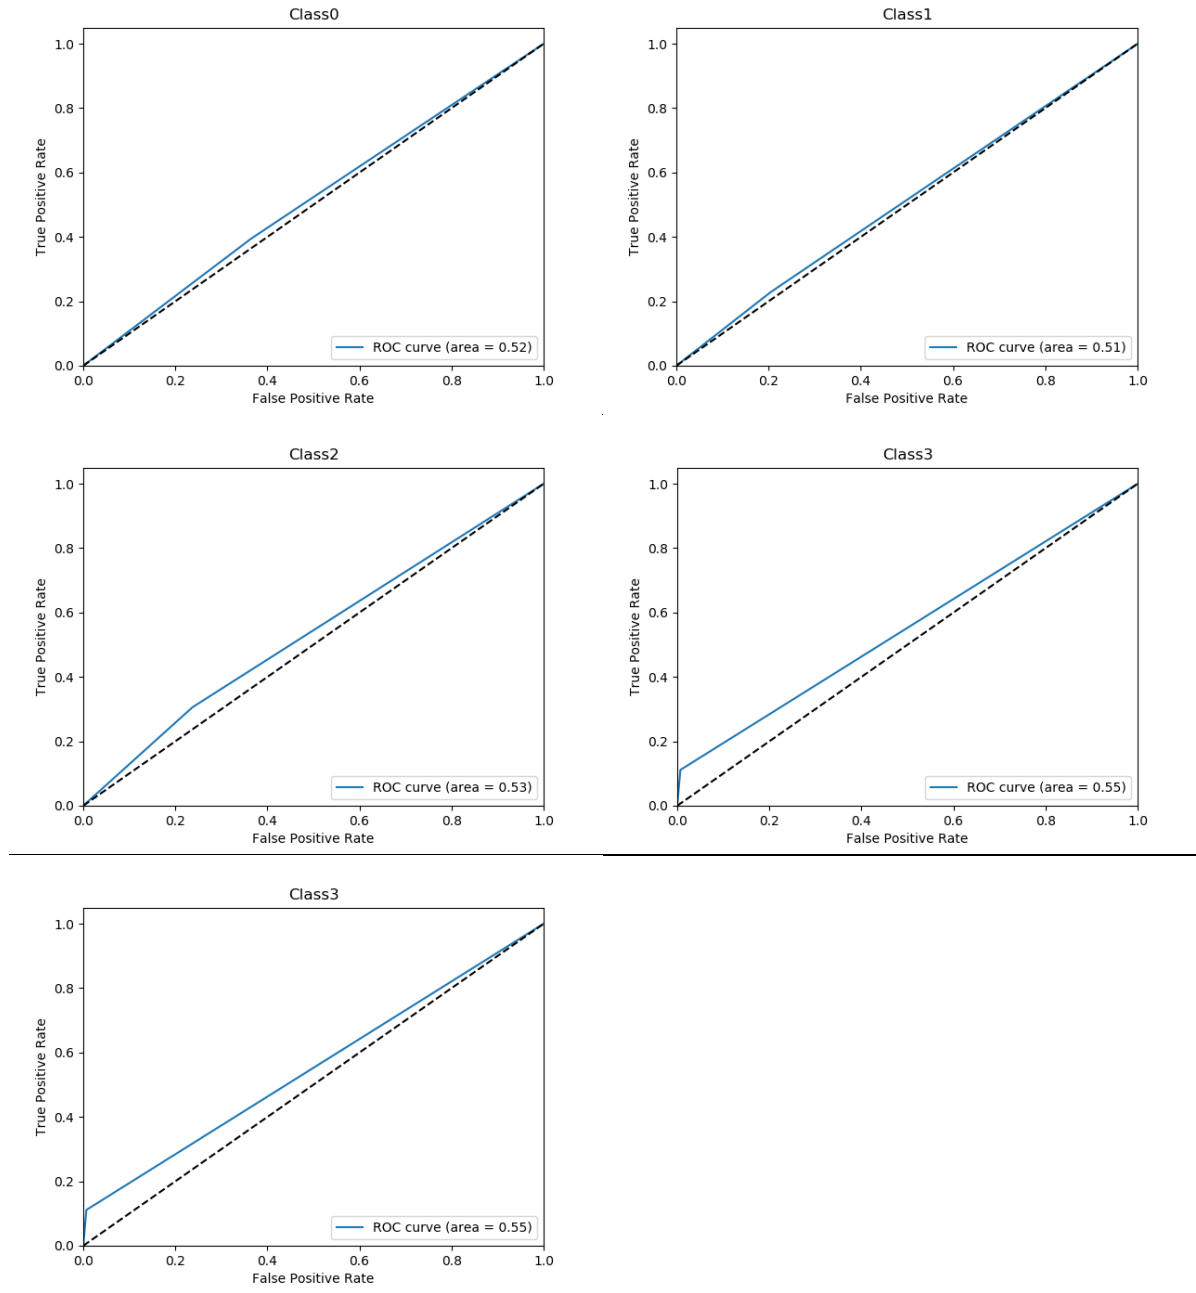 Class0
1.0
0.8
0.6
0.4
0.2
0.0
True Positive Rate
0.0 0.2 0.4 0.6 0.8 1.0
False Positive Rate
ROC curve (area = 0.52)
Class1
1.0
0.8
0.6
0.4
0.2
0.0
True Positive Rate
0.0 0.2 0.4 0.6 0.8 1.0
False Positive Rate
ROC curve (area = 0.51)
Class2
1.0
0.8
0.6
0.4
0.2
0.0
True Positive Rate
0.0 0.2 0.4 0.6 0.8 1.0
False Positive Rate
ROC curve (area = 0.53)
Class3
1.0
0.8
0.6
0.4
0.2
0.0
True Positive Rate
0.0 0.2 0.4 0.6 0.8 1.0
False Positive Rate
ROC curve (area = 0.55)
Class3
1.0
0.8
0.6
0.4
0.2
0.0
True Positive Rate
0.0 0.2 0.4 0.6 0.8 1.0
False Positive Rate
ROC curve (area = 0.55)